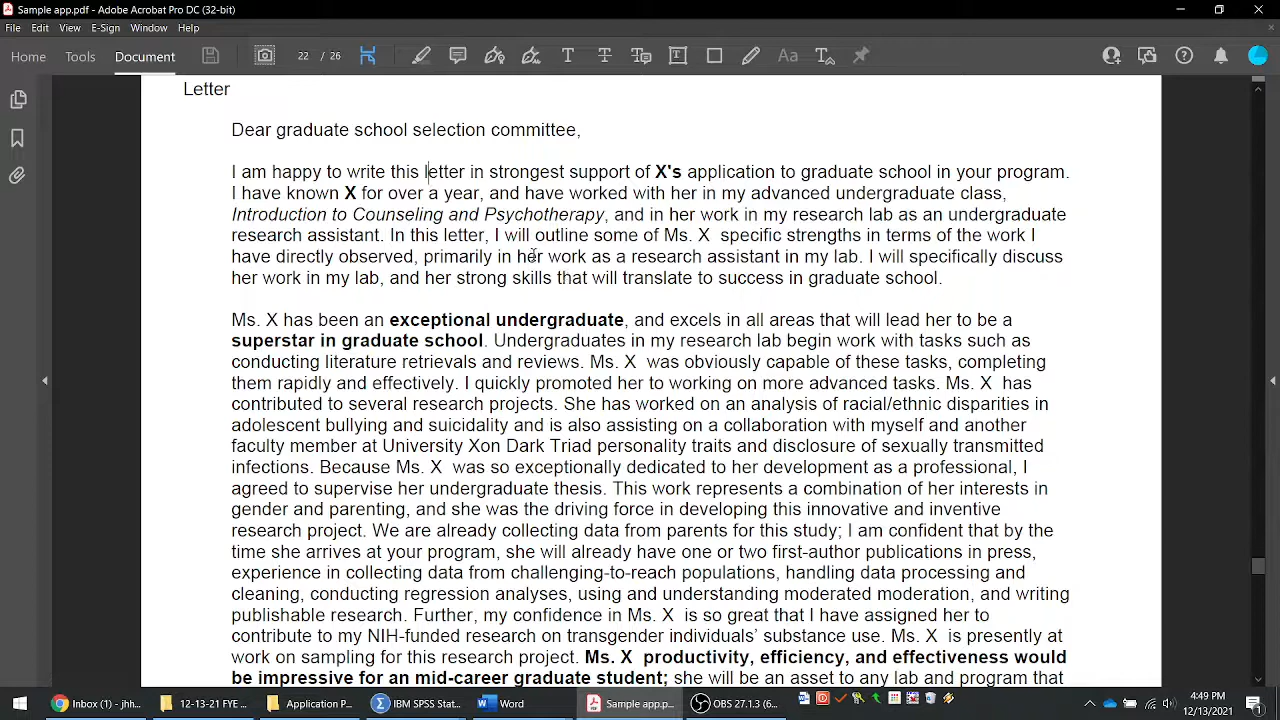 Sample app.pdf - Adobe Acrobat Pro DC (32-bit)
File Edit View E-Sign Window Help
Home Tools Document 22 / 26
Letter
Dear graduate school selection committee,
I am happy to write this letter in strongest support of X's application to graduate school in your program.
I have known X for over a year, and have worked with her in my advanced undergraduate class,
Introduction to Counseling and Psychotherapy, and in her work in my research lab as an undergraduate
research assistant. In this letter, I will outline some of Ms. X specific strengths in terms of the work I
have directly observed, primarily in her work as a research assistant in my lab. I will specifically discuss
her work in my lab, and her strong skills that will translate to success in graduate school.
Ms. X has been an exceptional undergraduate, and excels in all areas that will lead her to be a
superstar in graduate school. Undergraduates in my research lab begin work with tasks such as
conducting literature retrievals and reviews. Ms. X was obviously capable of these tasks, completing
them rapidly and effectively. I quickly promoted her to working on more advanced tasks. Ms. X has
contributed to several research projects. She has worked on an analysis of racial/ethnic disparities in
adolescent bullying and suicidality and is also assisting on a collaboration with myself and another
faculty member at University Xon Dark Triad personality traits and disclosure of sexually transmitted
infections. Because Ms. X was so exceptionally dedicated to her development as a professional, I
agreed to supervise her undergraduate thesis. This work represents a combination of her interests in
gender and parenting, and she was the driving force in developing this innovative and inventive
research project. We are already collecting data from parents for this study; I am confident that by the
time she arrives at your program, she will already have one or two first-author publications in press,
experience in collecting data from challenging-to-reach populations, handling data processing and
cleaning, conducting regression analyses, using and understanding moderated moderation, and writing
publishable research. Further, my confidence in Ms. X is so great that I have assigned her to
contribute to my NIH-funded research on transgender individuals’ substance use. Ms. X is presently at
work on sampling for this research project. Ms. X productivity, efficiency, and effectiveness would
be impressive for an mid-career graduate student; she will be an asset to any lab and program that
Inbox (1) - jhh... 12-13-21 FYE ... Application P... IBM SPSS Stat... Word Sample app.p... OBS 27.1.3 (6... 4:49 PM
12/13/2021